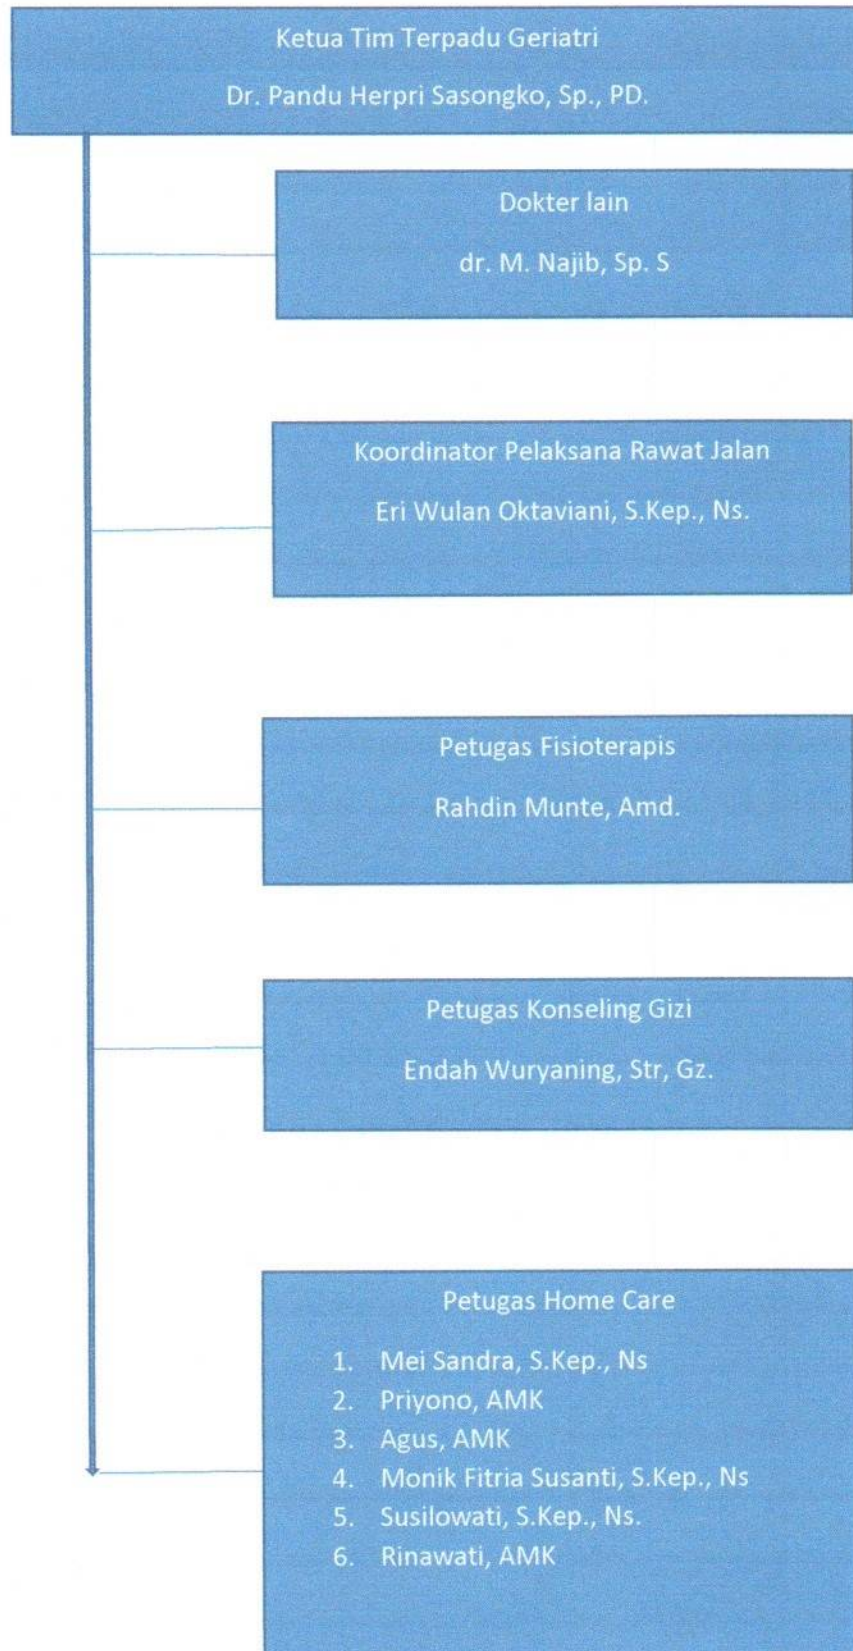 Ketua Tim Terpadu Geriatri
Dr. Pandu Herpri Sasongko, Sp., PD.
Dokter lain
dr. M. Najib, Sp. S
Koordinator Pelaksana Rawat Jalan
Eri Wulan Oktaviani, S.Kep., Ns.
Petugas Fisioterapis
Rahdin Munte, Amd.
Petugas Konseling Gizi
Endah Wuryaning, Str, Gz.
Petugas Home Care
1. Mei Sandra, S.Kep., Ns
2. Priyono, AMK
3. Agus, AMK
4. Monik Fitria Susanti, S.Kep., Ns
5. Susilowati, S.Kep., Ns.
6. Rinawati, AMK